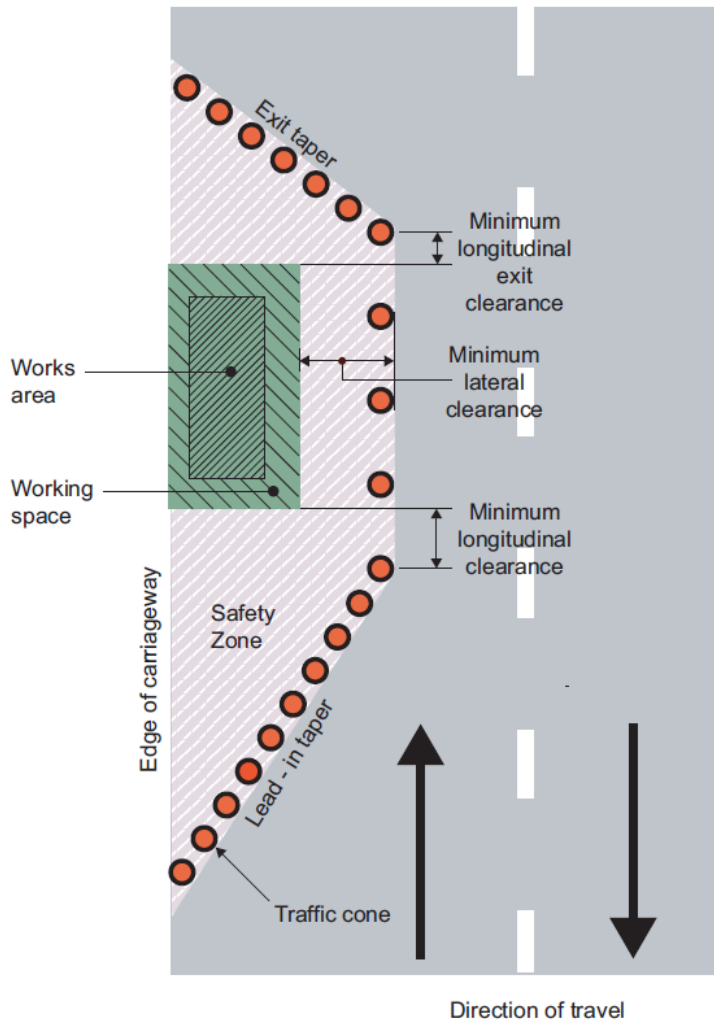 Exit taper
Minimum
longitudinal
exit
clearance
Works
area
Minimum
lateral
clearance
Working
space
Minimum
longitudinal
clearance
Safety
Zone
Edge of carriageway
Lead - in taper
Traffic cone
Direction of travel